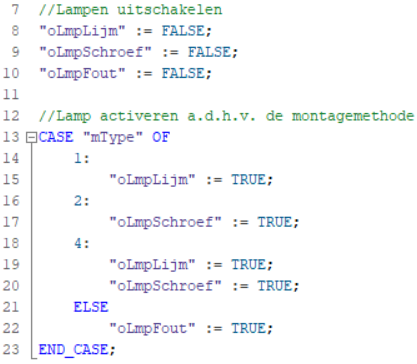 7 //Lampen uitschakelen
8 "oLmpLijm" := FALSE;
9 "oLmpSchroef" := FALSE;
10 "oLmpFout" := FALSE;
11
12 //Lamp activeren a.d.h.v. de montagemethode
13 CASE "mType" OF
14 1:
15 "oLmpLijm" := TRUE;
16 2:
17 "oLmpSchroef" := TRUE;
18 4:
19 "oLmpLijm" := TRUE;
20 "oLmpSchroef" := TRUE;
21 ELSE
22 "oLmpFout" := TRUE;
23 END_CASE;